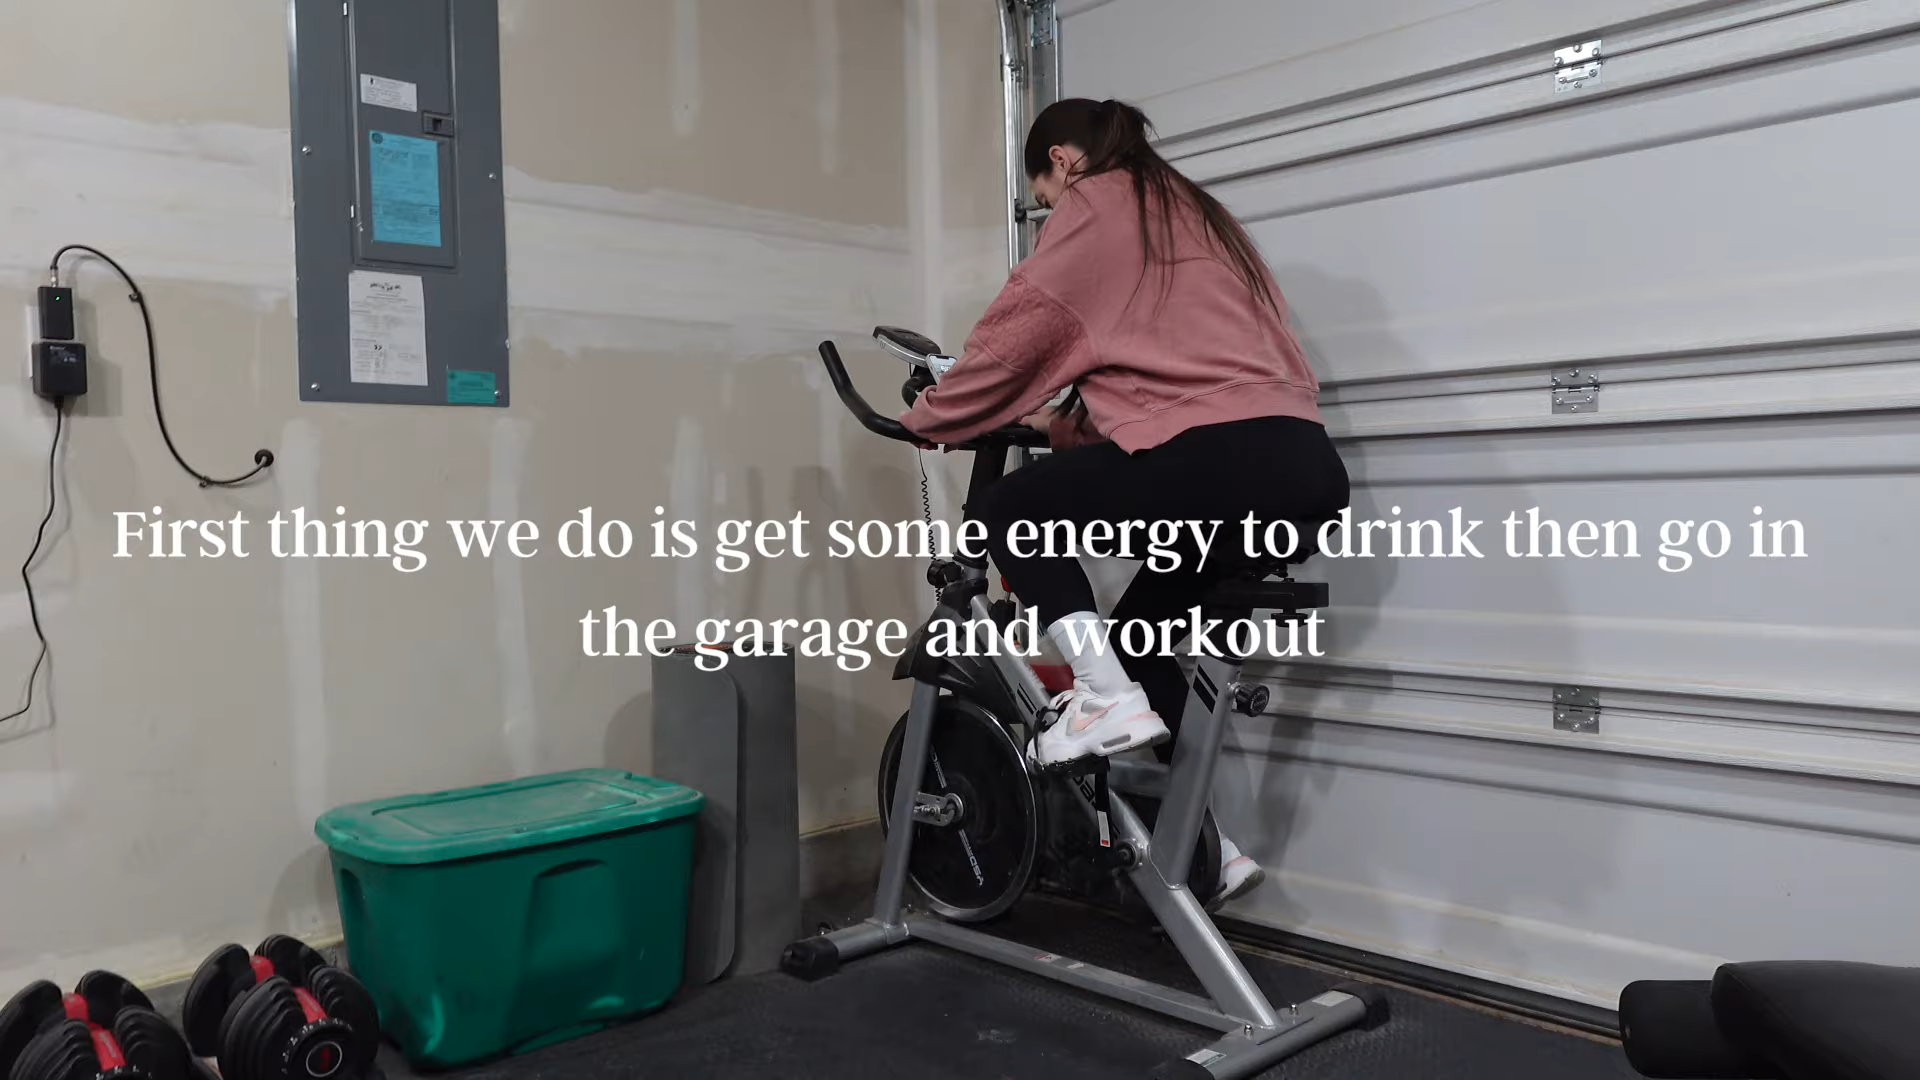 First thing we do is get some energy to drink then go in
the garage and workout